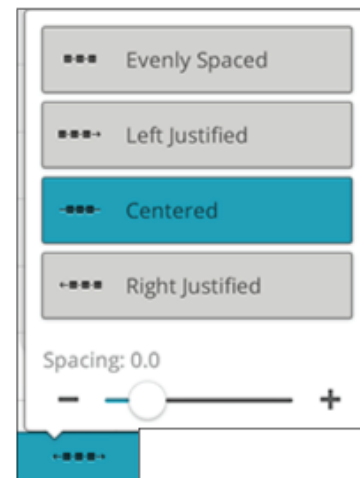 Evenly Spaced
Left Justified
Centered
Right Justified
Spacing: 0.0